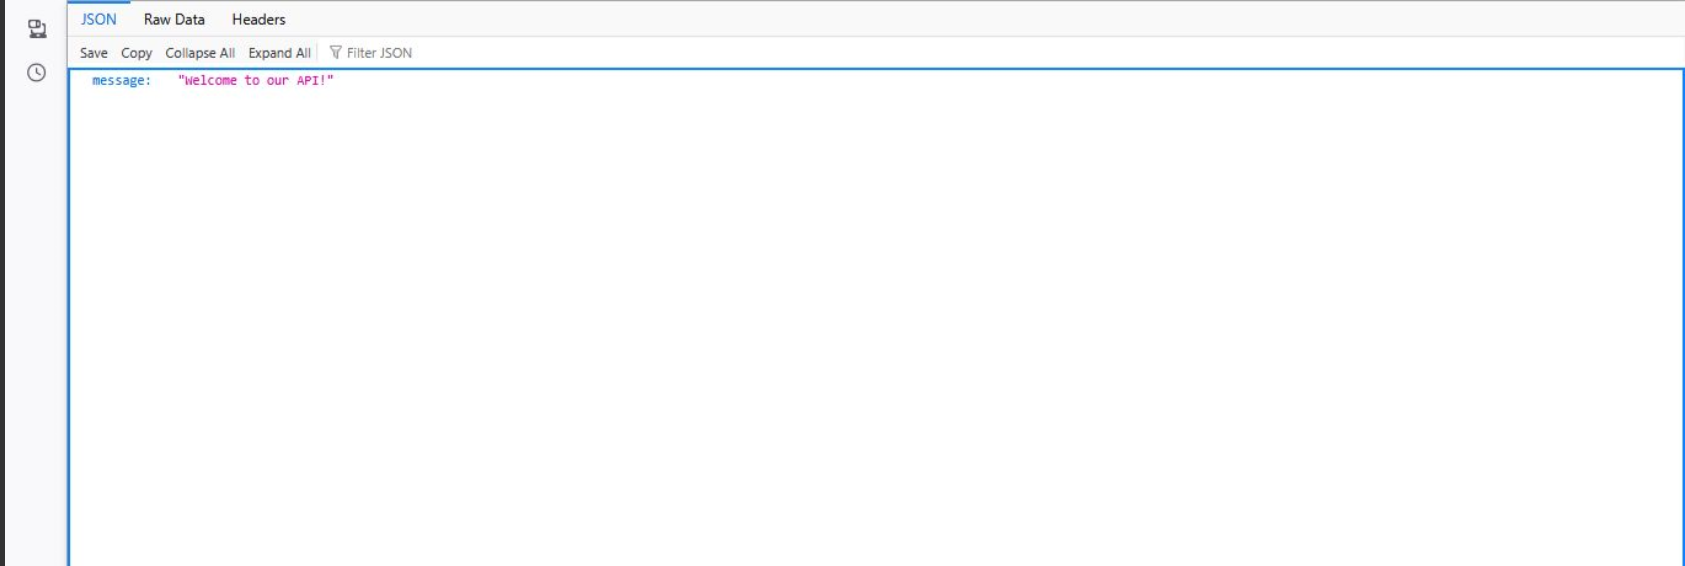 JSON Raw Data Headers
Save Copy Collapse All Expand All Filter JSON
message: "Welcome to our API!"